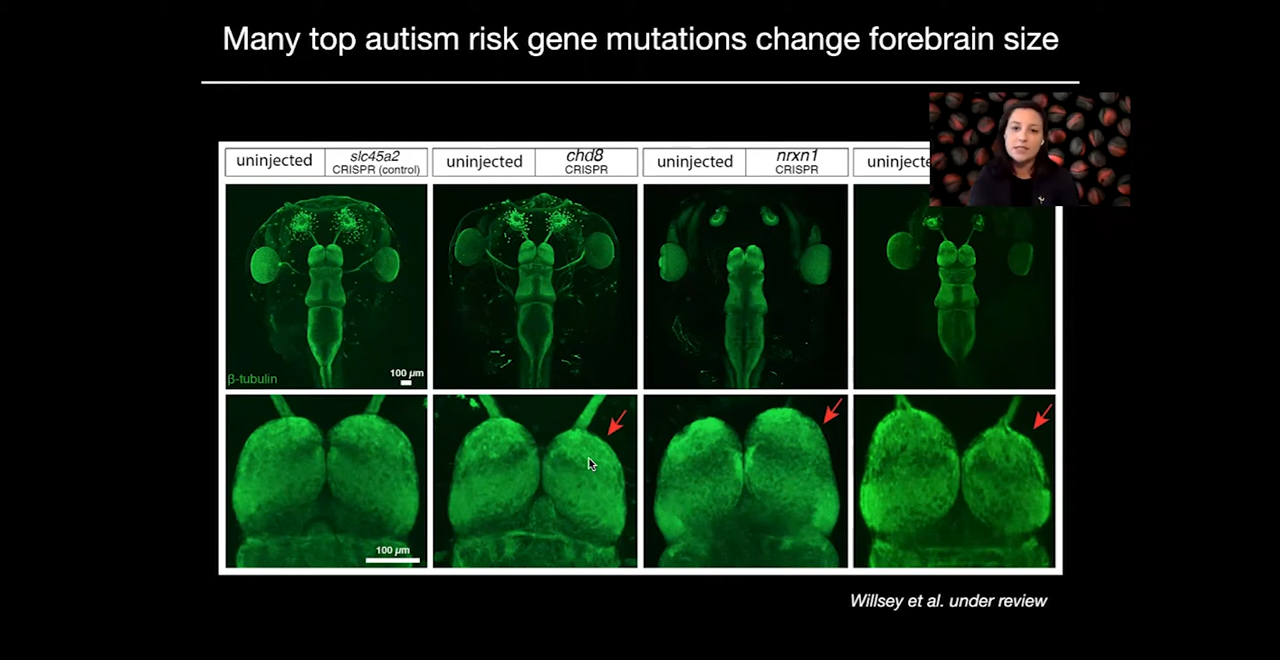 Many top autism risk gene mutations change forebrain size
uninjected
slc45a2
CRISPR (control)
uninjected
chd8
CRISPR
uninjected
nrxn1
CRISPR
β-tubulin
100 µm
100 µm
Willsey et al. under review